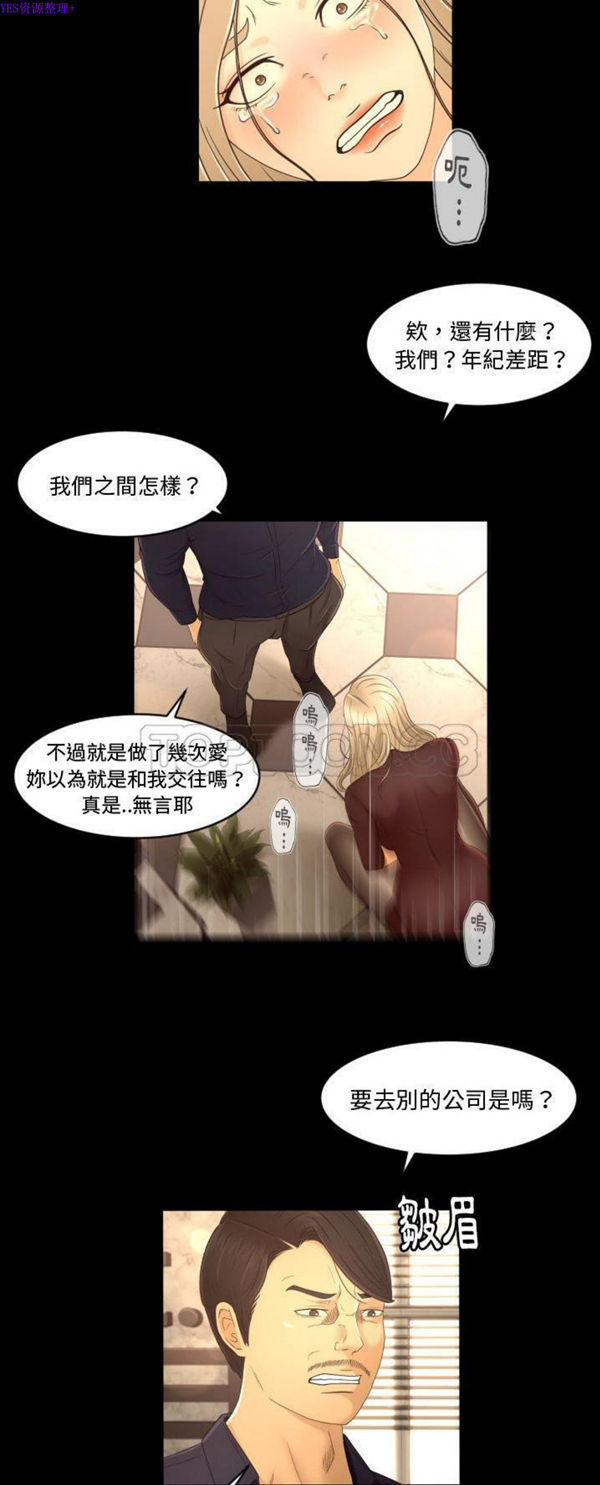 YES资源整理+
呃…
欸，還有什麼？
我們？年紀差距？
我們之間怎樣？
嗚
嗚…
不過就是做了幾次愛
妳以為就是和我交往嗎？
真是..無言耶
TOPTOON.CC
嗚…
嗚…
要去別的公司是嗎？
皺眉